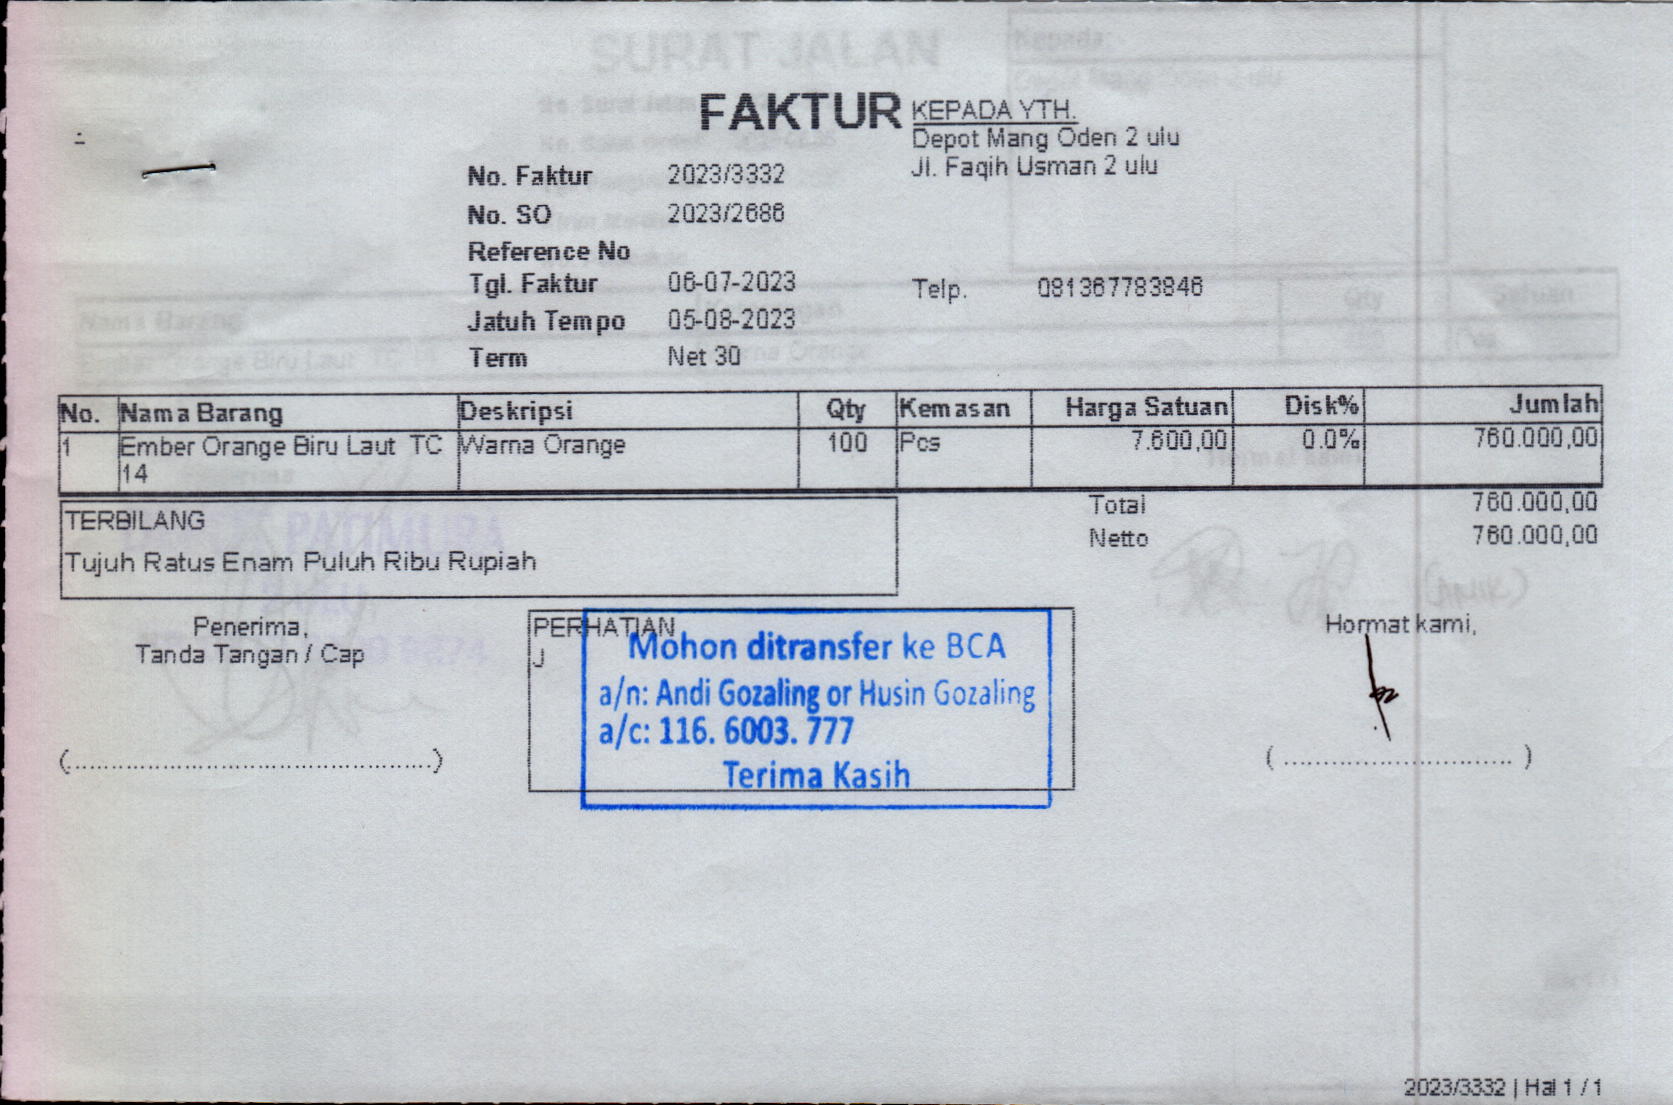 FAKTUR
KEPADA YTH.
Depot Mang Oden 2 ulu
Jl. Faqih Usman 2 ulu
No. Faktur 2023/3332
No. SO 2023/2686
Reference No
Tgl. Faktur 06-07-2023
Telp. 081367783846
Jatuh Tempo 05-08-2023
Term Net 30
No. Nama Barang Deskripsi Qty Kemasan Harga Satuan Disk% Jumlah
1 Ember Orange Biru Laut TC Warna Orange 100 Pcs 7.600,00 0.0% 760.000,00
14
Total 760.000,00
Netto 760.000,00
TERBILANG
Tujuh Ratus Enam Puluh Ribu Rupiah
Penerima,
Tanda Tangan / Cap
(..............................................)
PERHATIAN
J
Mohon ditransfer ke BCA
a/n: Andi Gozaling or Husin Gozaling
a/c: 116. 6003. 777
Terima Kasih
Hormat kami,
( ............................. )
2023/3332 | Hal 1 / 1